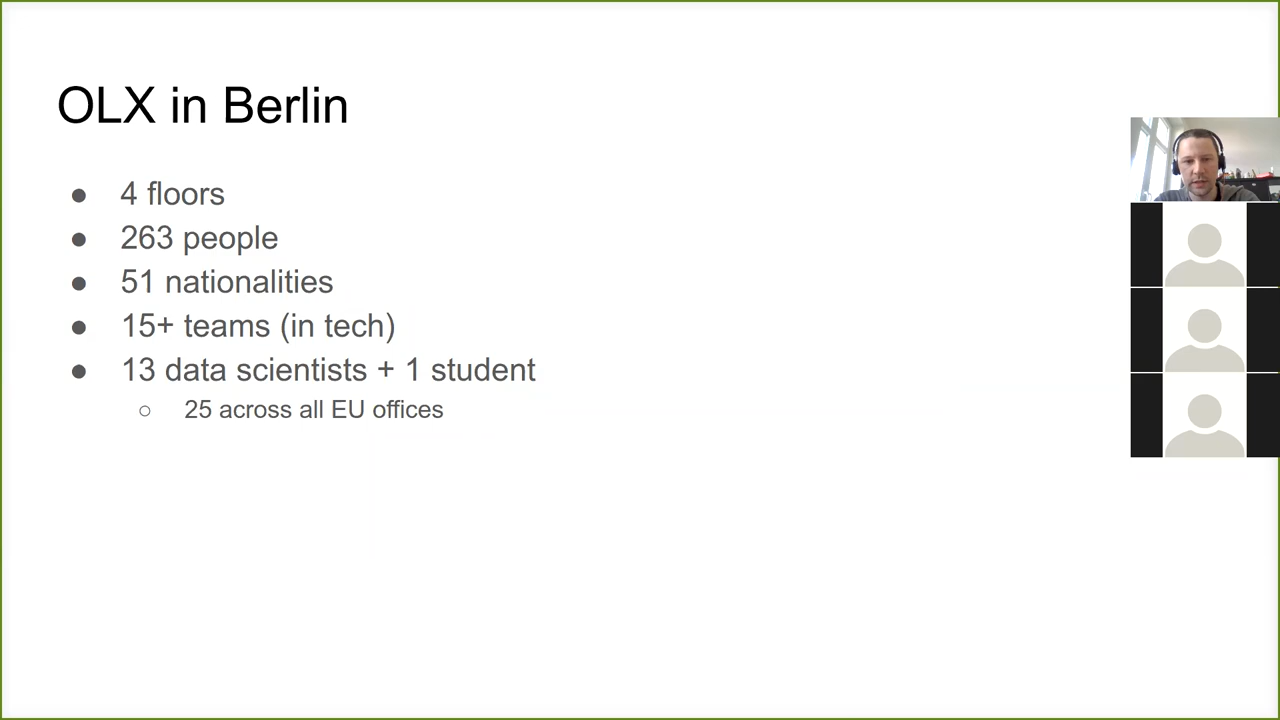 OLX in Berlin
● 4 floors
● 263 people
● 51 nationalities
● 15+ teams (in tech)
● 13 data scientists + 1 student
○ 25 across all EU offices